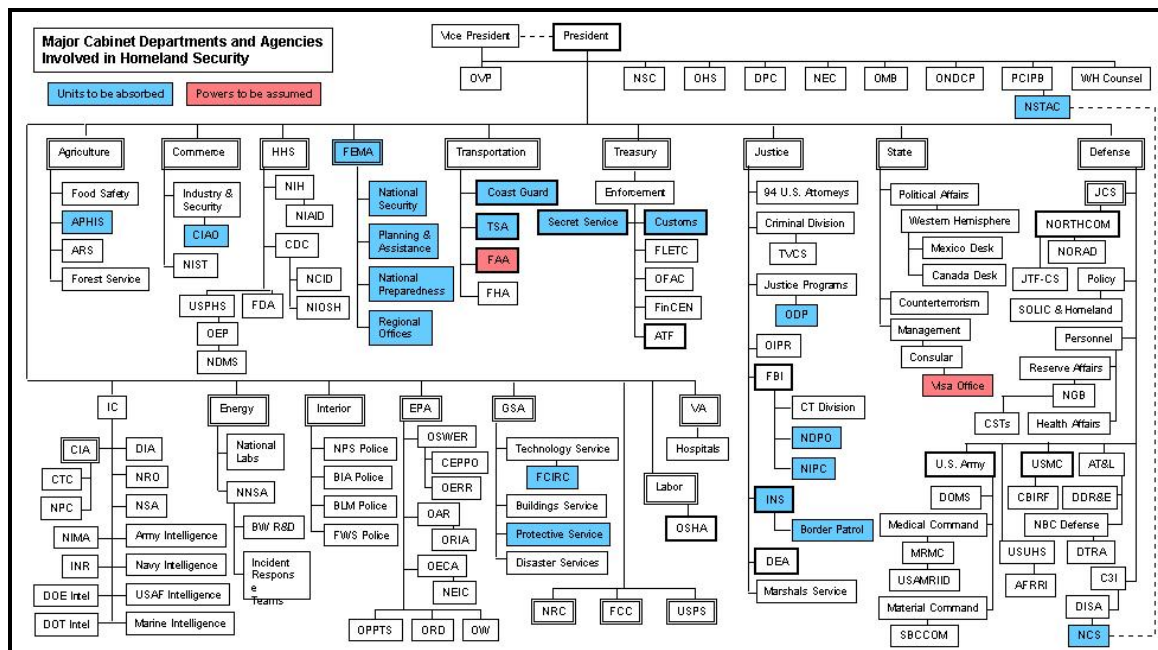 Major Cabinet Departments and Agencies
Involved in Homeland Security
Units to be absorbed
Powers to be assumed
Vice President
President
OVP
NSC
OHS
DPC
NEC
OMB
ONDCP
PCIPB
WH Counsel
NSTAC
Agriculture
Food Safety
APHIS
ARS
Forest Service
Commerce
Industry &
Security
CIAO
NIST
HHS
NIH
NIAID
CDC
NCID
NIOSH
USPHS
FDA
OEP
NDMS
FEMA
National
Security
Planning &
Assistance
National
Preparedness
Regional
Offices
Transportation
Coast Guard
TSA
FAA
FHA
Treasury
Enforcement
Secret Service
Customs
FLETC
OFAC
FinCEN
ATF
Justice
94 U.S. Attorneys
Criminal Division
TVCS
Justice Programs
ODP
OIPR
FBI
CT Division
NDPO
NIPC
INS
Border Patrol
DEA
Marshals Service
State
Political Affairs
Western Hemisphere
Mexico Desk
Canada Desk
Counterterrorism
Management
Consular
Visa Office
Defense
JCS
NORTHCOM
NORAD
JTF-CS
Policy
SOLIC & Homeland
Personnel
Reserve Affairs
NGB
CSTs
Health Affairs
U.S. Army
DOMS
Medical Command
MRMC
USAMRIID
Material Command
SBCCOM
USMC
CBIRF
USUHS
AFRRI
AT&L
DDR&E
NBC Defense
DTRA
C3I
DISA
NCS
IC
CIA
CTC
NPC
NIMA
INR
DOE Intel
DOT Intel
DIA
NRO
NSA
Army Intelligence
Navy Intelligence
USAF Intelligence
Marine Intelligence
Energy
National
Labs
NNSA
BW R&D
Incident
Respons
e
Teams
Interior
NPS Police
BIA Police
BLM Police
FWS Police
EPA
OSWER
CEPPO
OERR
OAR
ORIA
OECA
NEIC
OPPTS
ORD
OW
GSA
Technology Service
FCIRC
Buildings Service
Protective Service
Disaster Services
NRC
FCC
USPS
Labor
OSHA
VA
Hospitals